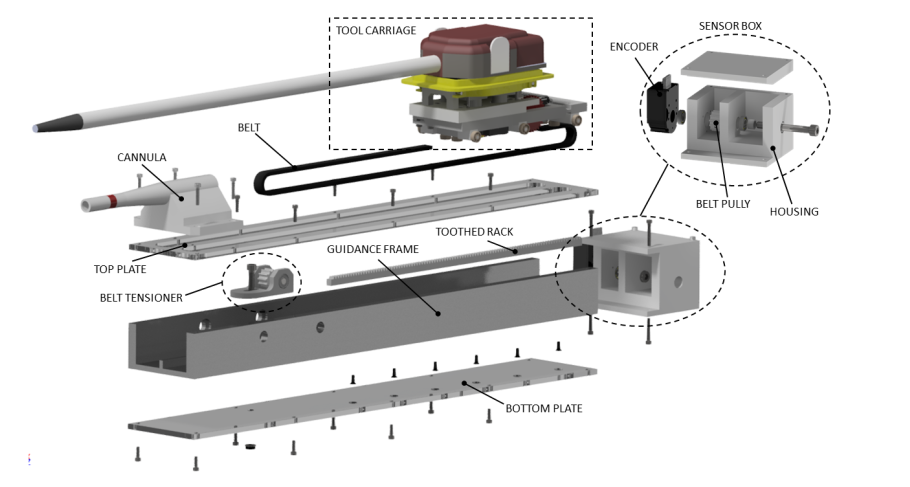 TOOL CARRIAGE
SENSOR BOX
ENCODER
BELT
CANNULA
BELT PULLY
HOUSING
TOOTHED RACK
GUIDANCE FRAME
TOP PLATE
BELT TENSIONER
BOTTOM PLATE